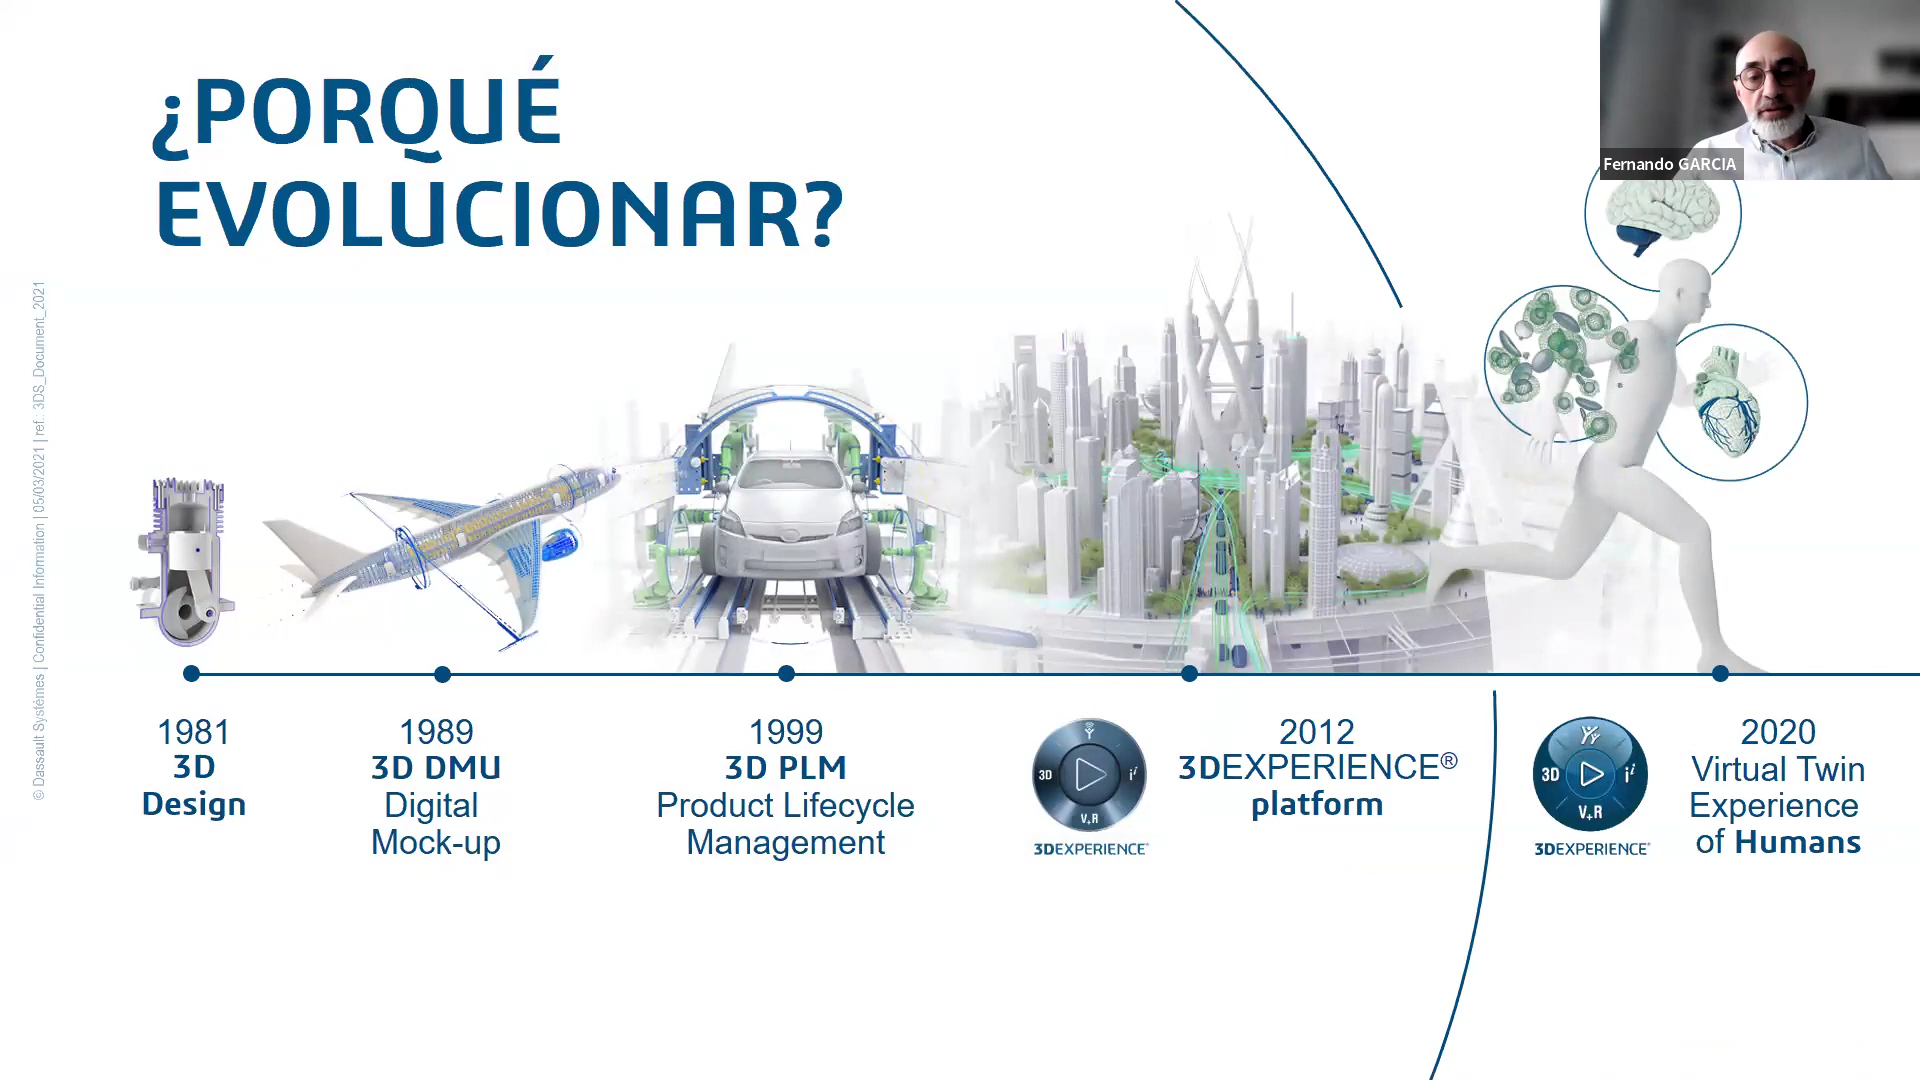 ¿PORQUÉ
EVOLUCIONAR?
Fernando GARCIA
© Dassault Systèmes | Confidential Information | 05/03/2021 | ref.: 3DS_Document_2021
1981
3D
Design
1989
3D DMU
Digital
Mock-up
1999
3D PLM
Product Lifecycle
Management
3D
i
V+R
3DEXPERIENCE®
2012
3DEXPERIENCE®
platform
3D
i
V+R
3DEXPERIENCE®
2020
Virtual Twin
Experience
of Humans